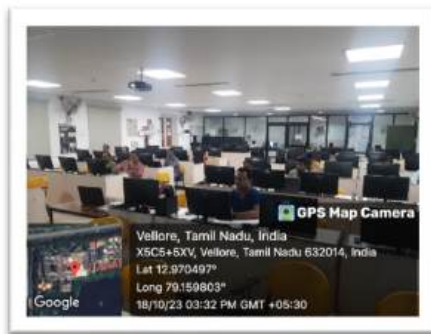 GPS Map Camera
Vellore, Tamil Nadu, India
X5C5+5XV, Vellore, Tamil Nadu 632014, India
Lat 12.970497°
Long 79.159803°
18/10/23 03:32 PM GMT +05:30
Google